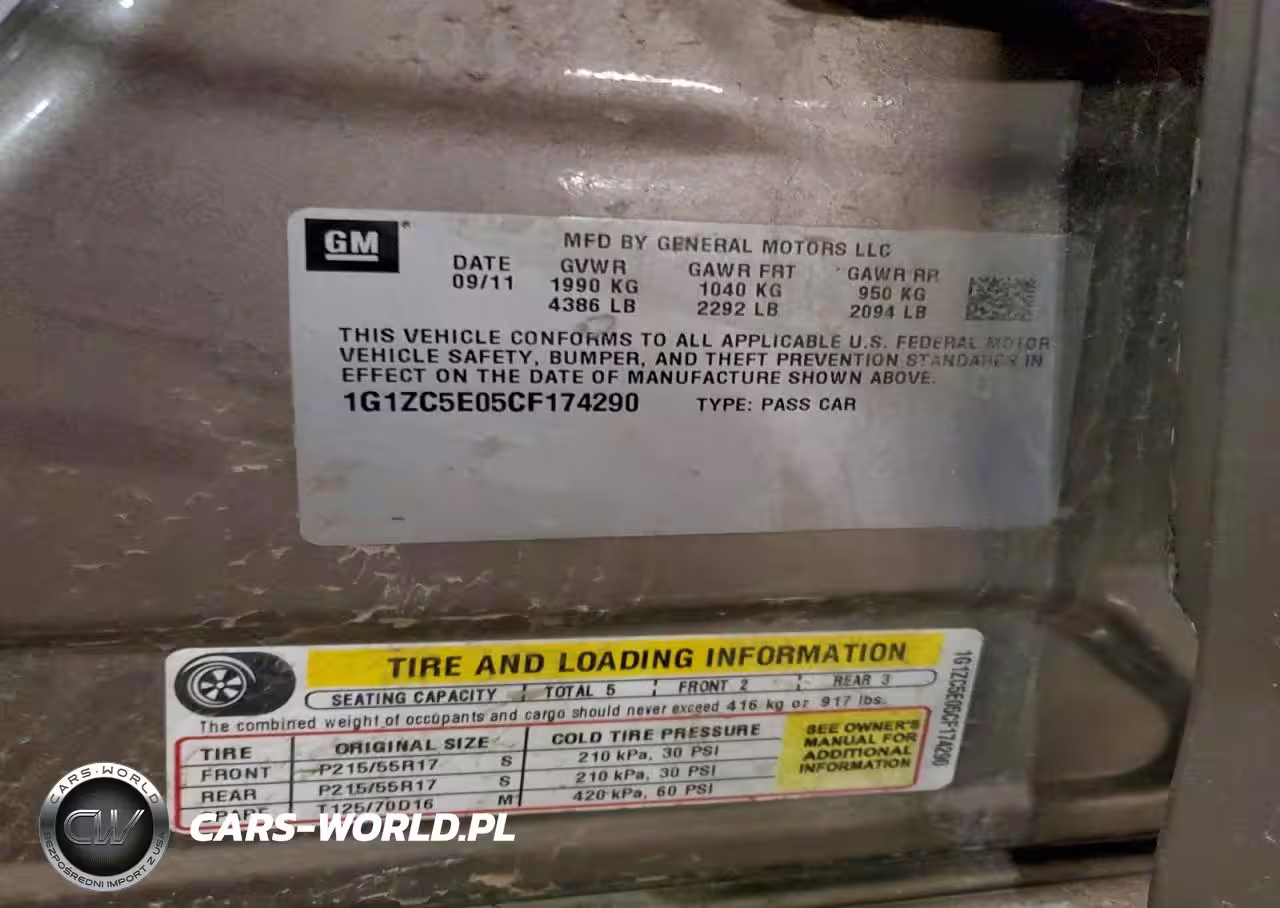 GM®
MFD BY GENERAL MOTORS LLC
DATE GVWR GAWR FRT GAWR RR
09/11 1990 KG 1040 KG 950 KG
4386 LB 2292 LB 2094 LB
THIS VEHICLE CONFORMS TO ALL APPLICABLE U.S. FEDERAL MOTOR
VEHICLE SAFETY, BUMPER, AND THEFT PREVENTION STANDARDS IN
EFFECT ON THE DATE OF MANUFACTURE SHOWN ABOVE.
1G1ZC5E05CF174290 TYPE: PASS CAR
TIRE AND LOADING INFORMATION
SEATING CAPACITY TOTAL 5 FRONT 2 REAR 3
The combined weight of occupants and cargo should never exceed 416 kg or 917 lbs.
TIRE ORIGINAL SIZE COLD TIRE PRESSURE
FRONT P215/55R17 S 210 kPa, 30 PSI
REAR P215/55R17 S 210 kPa, 30 PSI
T125/70D16 M 420 kPa, 60 PSI
SEE OWNER'S
MANUAL FOR
ADDITIONAL
INFORMATION
1G1ZC5E05CF174290
CARS-WORLD
CW
BEZPOŚREDNI IMPORT Z USA
CARS-WORLD.PL